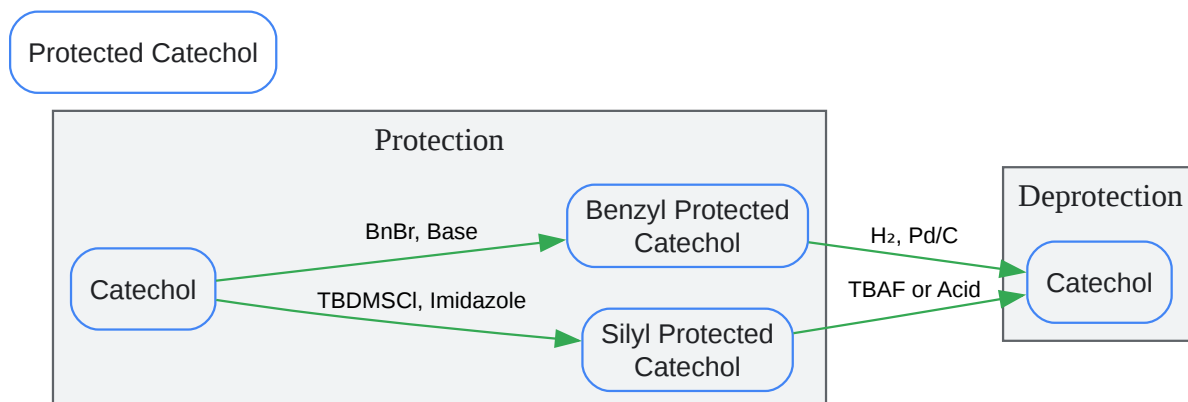 Protected Catechol
Protection
Deprotection
Catechol
BnBr, Base
TBDMSCl, Imidazole
Benzyl Protected
Catechol
Silyl Protected
Catechol
H₂, Pd/C
TBAF or Acid
Catechol